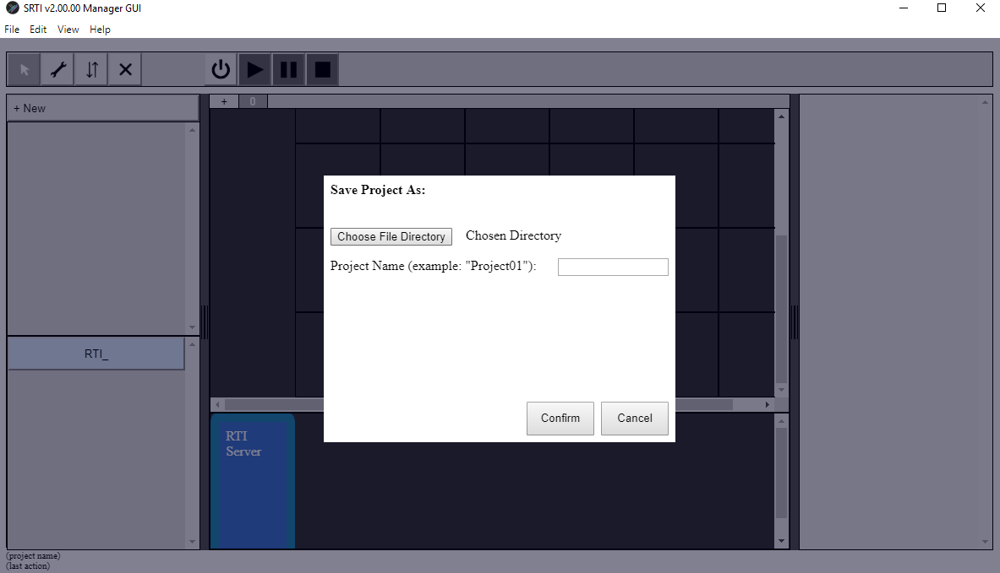 SRTI v2.00.00 Manager GUI
File Edit View Help
+ New
+ 0
Save Project As:
Choose File Directory Chosen Directory
Project Name (example: "Project01"):
Confirm Cancel
RTI_
RTI
Server
(project name)
(last action)